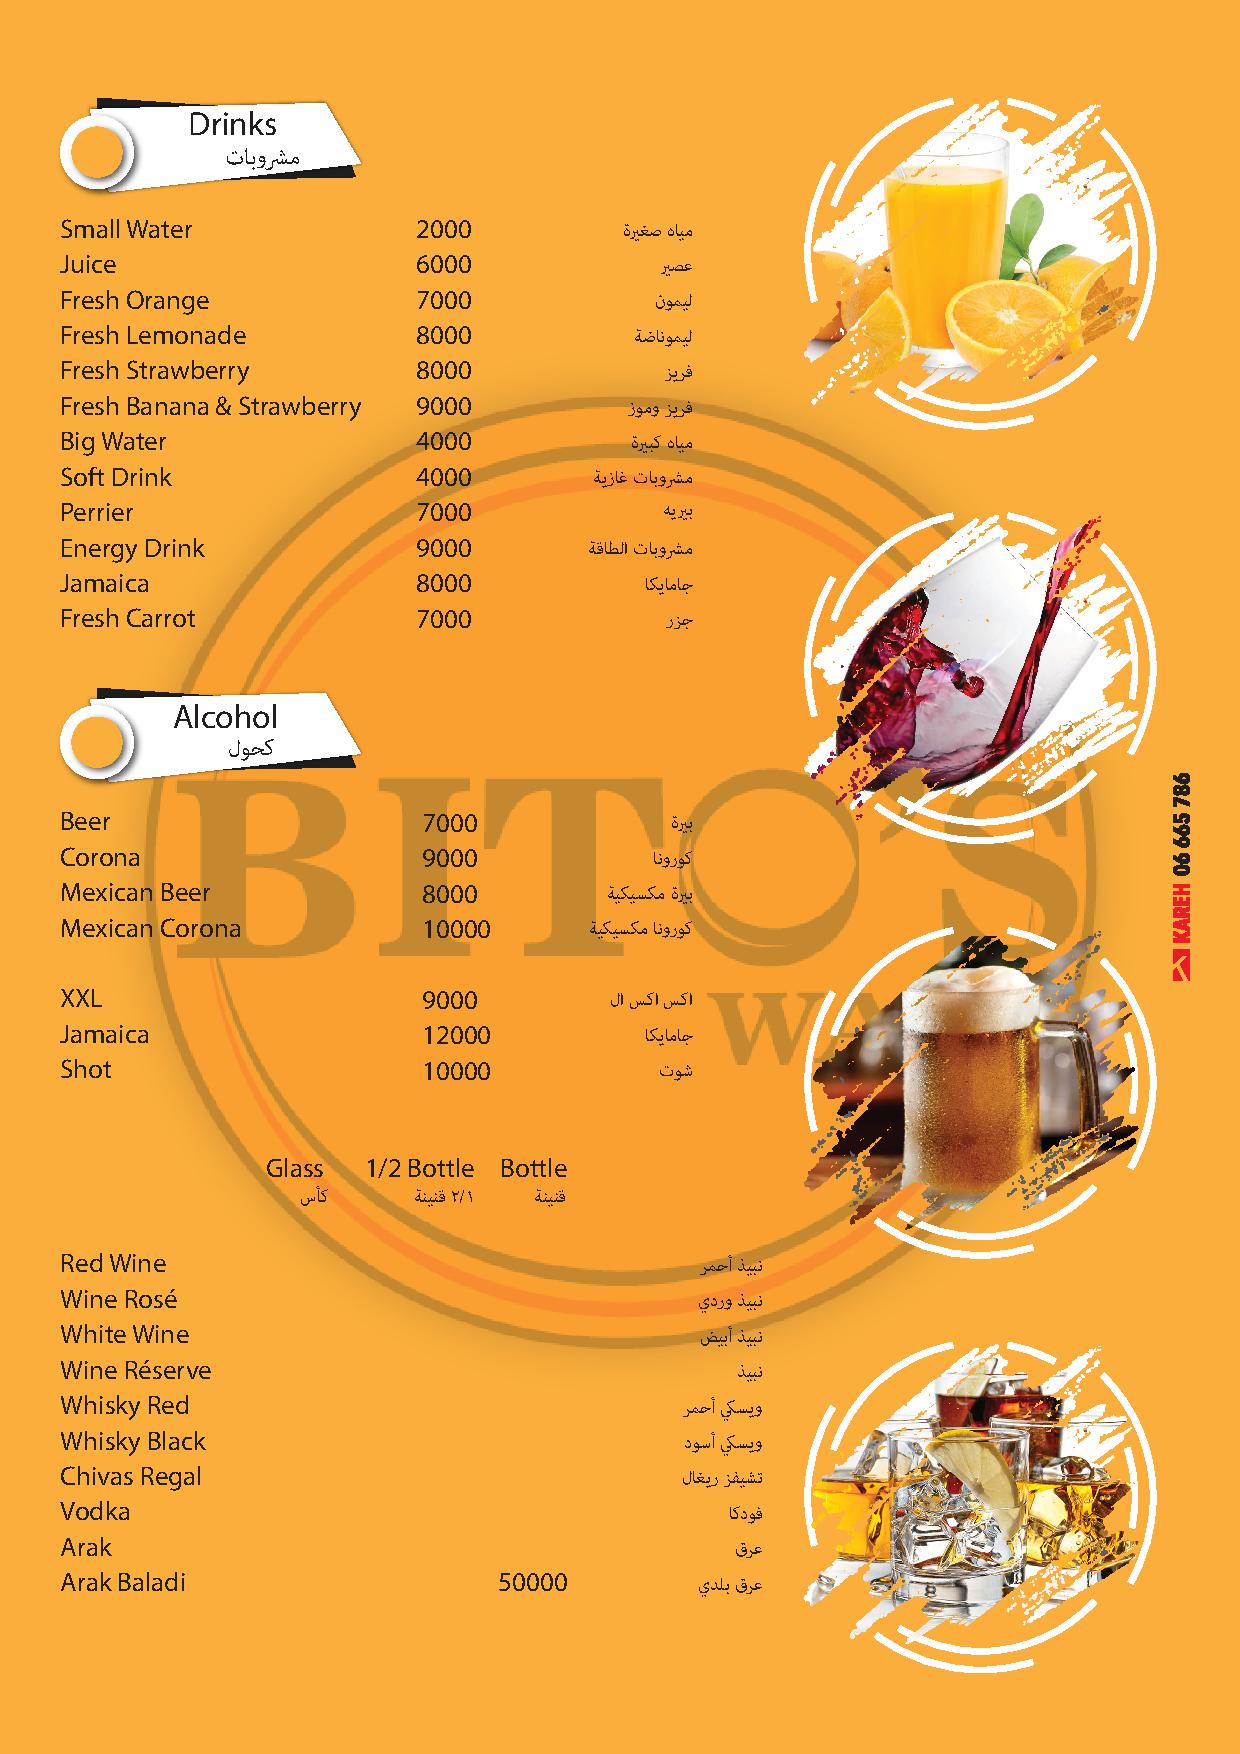 Drinks
مشروبات
Small Water 2000 مياه صغيرة
Juice 6000 عصير
Fresh Orange 7000 ليمون
Fresh Lemonade 8000 ليموناضة
Fresh Strawberry 8000 فريز
Fresh Banana & Strawberry 9000 فريز وموز
Big Water 4000 مياه كبيرة
Soft Drink 4000 مشروبات غازية
Perrier 7000 بيريه
Energy Drink 9000 مشروبات الطاقة
Jamaica 8000 جامايكا
Fresh Carrot 7000 جزر
Alcohol
كحول
BITO'S
WA
Beer 7000 بيرة
Corona 9000 كورونا
Mexican Beer 8000 بيرة مكسيكية
Mexican Corona 10000 كورونا مكسيكية
XXL 9000 اكس اكس ال
Jamaica 12000 جامايكا
Shot 10000 شوت
Glass 1/2 Bottle Bottle
كأس ٢/١ قنينة قنينة
Red Wine نبيذ أحمر
Wine Rosé نبيذ وردي
White Wine نبيذ أبيض
Wine Réserve نبيذ
Whisky Red ويسكي أحمر
Whisky Black ويسكي أسود
Chivas Regal تشيفز ريغال
Vodka فودكا
Arak عرق
Arak Baladi 50000 عرق بلدي
KAREH 06 665 786